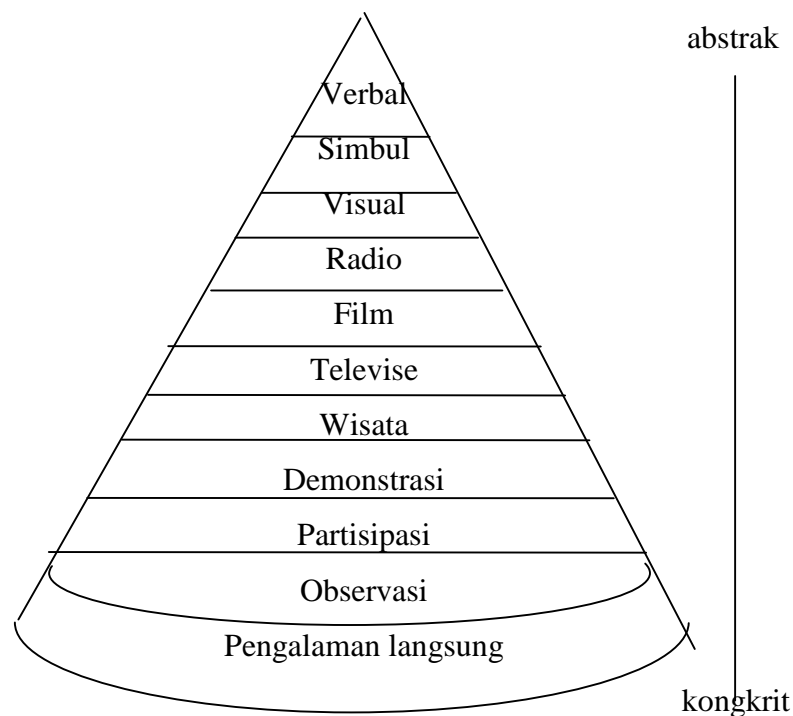 abstrak
Verbal
Simbul
Visual
Radio
Film
Televise
Wisata
Demonstrasi
Partisipasi
Observasi
Pengalaman langsung
kongkrit